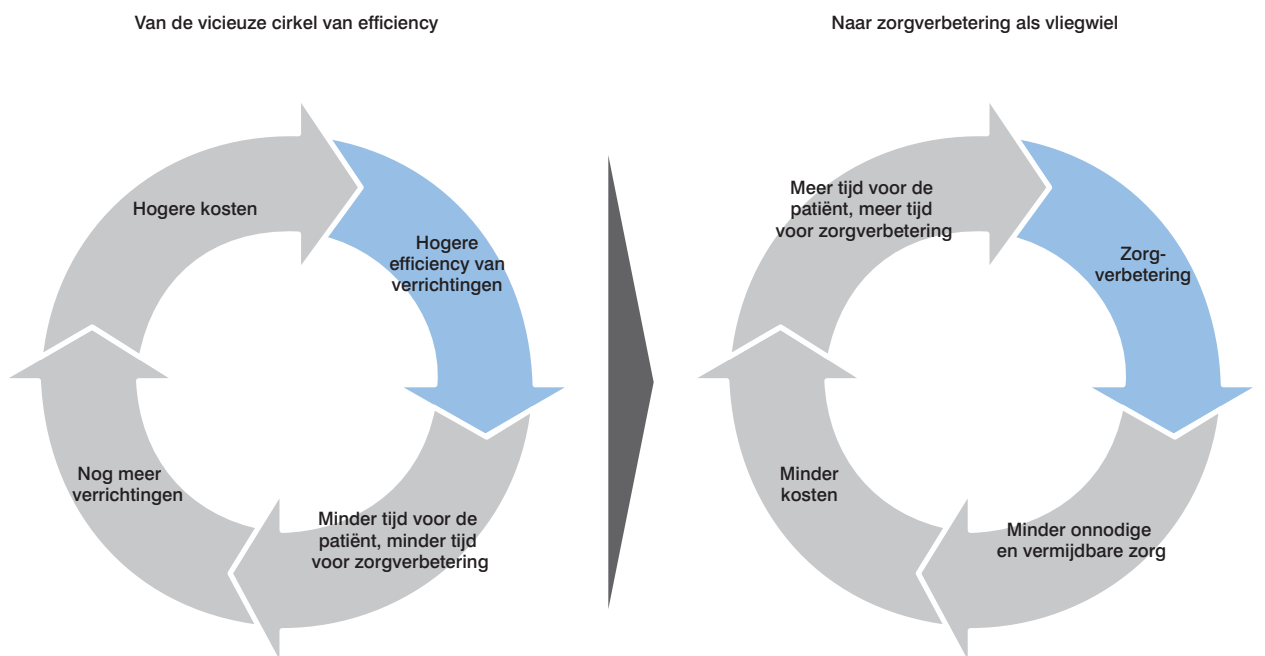 Van de vicieuze cirkel van efficiency
Hogere kosten
Hogere
efficiency van
verrichtingen
Minder tijd voor de
patiënt, minder tijd
voor zorgverbetering
Nog meer
verrichtingen
Naar zorgverbetering als vliegwiel
Meer tijd voor de
patiënt, meer tijd
voor zorgverbetering
Zorg-
verbetering
Minder onnodige
en vermijdbare zorg
Minder
kosten